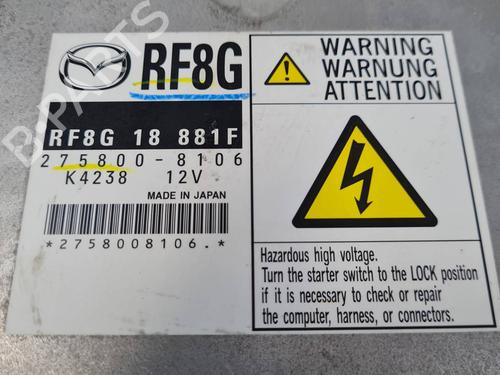 RF8G
RF8G 18 881F
275800-8106
K4238 12V
MADE IN JAPAN
*2758008106.*
WARNING
WARNUNG
ATTENTION
Hazardous high voltage.
Turn the starter switch to the LOCK position
if it is necessary to check or repair
the computer, harness, or connectors.
B-PARTS